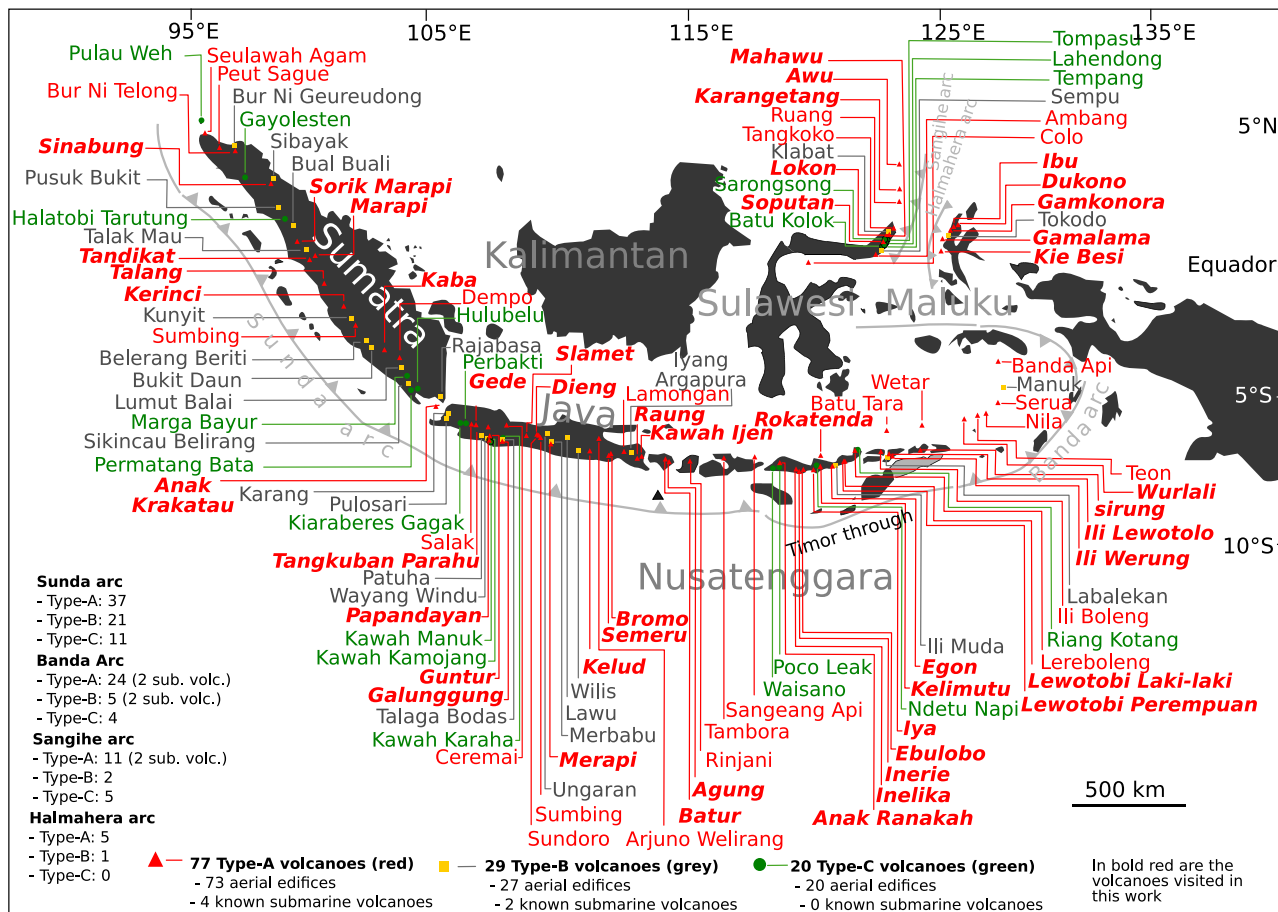 95°E
105°E
115°E
125°E
135°E
Pulau Weh
Seulawah Agam
Peut Sague
Bur Ni Telong
Bur Ni Geureudong
Gayolesten
Sinabung
Sibayak
Bual Buali
Pusuk Bukit
Sorik Marapi
Marapi
Halatobi Tarutung
Talak Mau
Tandikat
Talang
Kerinci
Kunyit
Sumbing
Belerang Beriti
Bukit Daun
Lumut Balai
Marga Bayur
Sikincau Belirang
Permatang Bata
Anak
Krakatau
Karang
Pulosari
Kiaraberes Gagak
Salak
Tangkuban Parahu
Patuha
Wayang Windu
Papandayan
Kawah Manuk
Kawah Kamojang
Guntur
Galunggung
Talaga Bodas
Kawah Karaha
Ceremai
Sumatra
Sunda arc
Kaba
Dempo
Hulubelu
Rajabasa
Perbakti
Gede
Slamet
Dieng
Java
Iyang
Argapura
Lamongan
Raung
Kawah Ijen
Kalimantan
Sulawesi
Maluku
Mahawu
Awu
Karangetang
Ruang
Tangkoko
Klabat
Lokon
Sarongsong
Soputan
Batu Kolok
Tompasu
Lahendong
Tempang
Sempu
Ambang
Colo
Sangihe arc
Halmahera arc
Ibu
Dukono
Gamkonora
Tokodo
Gamalama
Kie Besi
5°N
Equador
5°S
10°S
Banda Api
Manuk
Serua
Nila
Banda arc
Wetar
Batu Tara
Rokatenda
Teon
Wurlali
sirung
Ili Lewotolo
Ili Werung
Labalekan
Ili Boleng
Riang Kotang
Lereboleng
Lewotobi Laki-laki
Lewotobi Perempuan
Timor through
Nusatenggara
Ili Muda
Egon
Kelimutu
Ndetu Napi
Iya
Ebulobo
Inerie
Inelika
Anak Ranakah
Poco Leak
Waisano
Sangeang Api
Tambora
Rinjani
Agung
Batur
Bromo
Semeru
Kelud
Wilis
Lawu
Merbabu
Merapi
Ungaran
Sumbing
Sundoro
Arjuno Welirang
500 km
Sunda arc
- Type-A: 37
- Type-B: 21
- Type-C: 11
Banda Arc
- Type-A: 24 (2 sub. volc.)
- Type-B: 5 (2 sub. volc.)
- Type-C: 4
Sangihe arc
- Type-A: 11 (2 sub. volc.)
- Type-B: 2
- Type-C: 5
Halmahera arc
- Type-A: 5
- Type-B: 1
- Type-C: 0
77 Type-A volcanoes (red)
- 73 aerial edifices
- 4 known submarine volcanoes
29 Type-B volcanoes (grey)
- 27 aerial edifices
- 2 known submarine volcanoes
20 Type-C volcanoes (green)
- 20 aerial edifices
- 0 known submarine volcanoes
In bold red are the
volcanoes visited in
this work